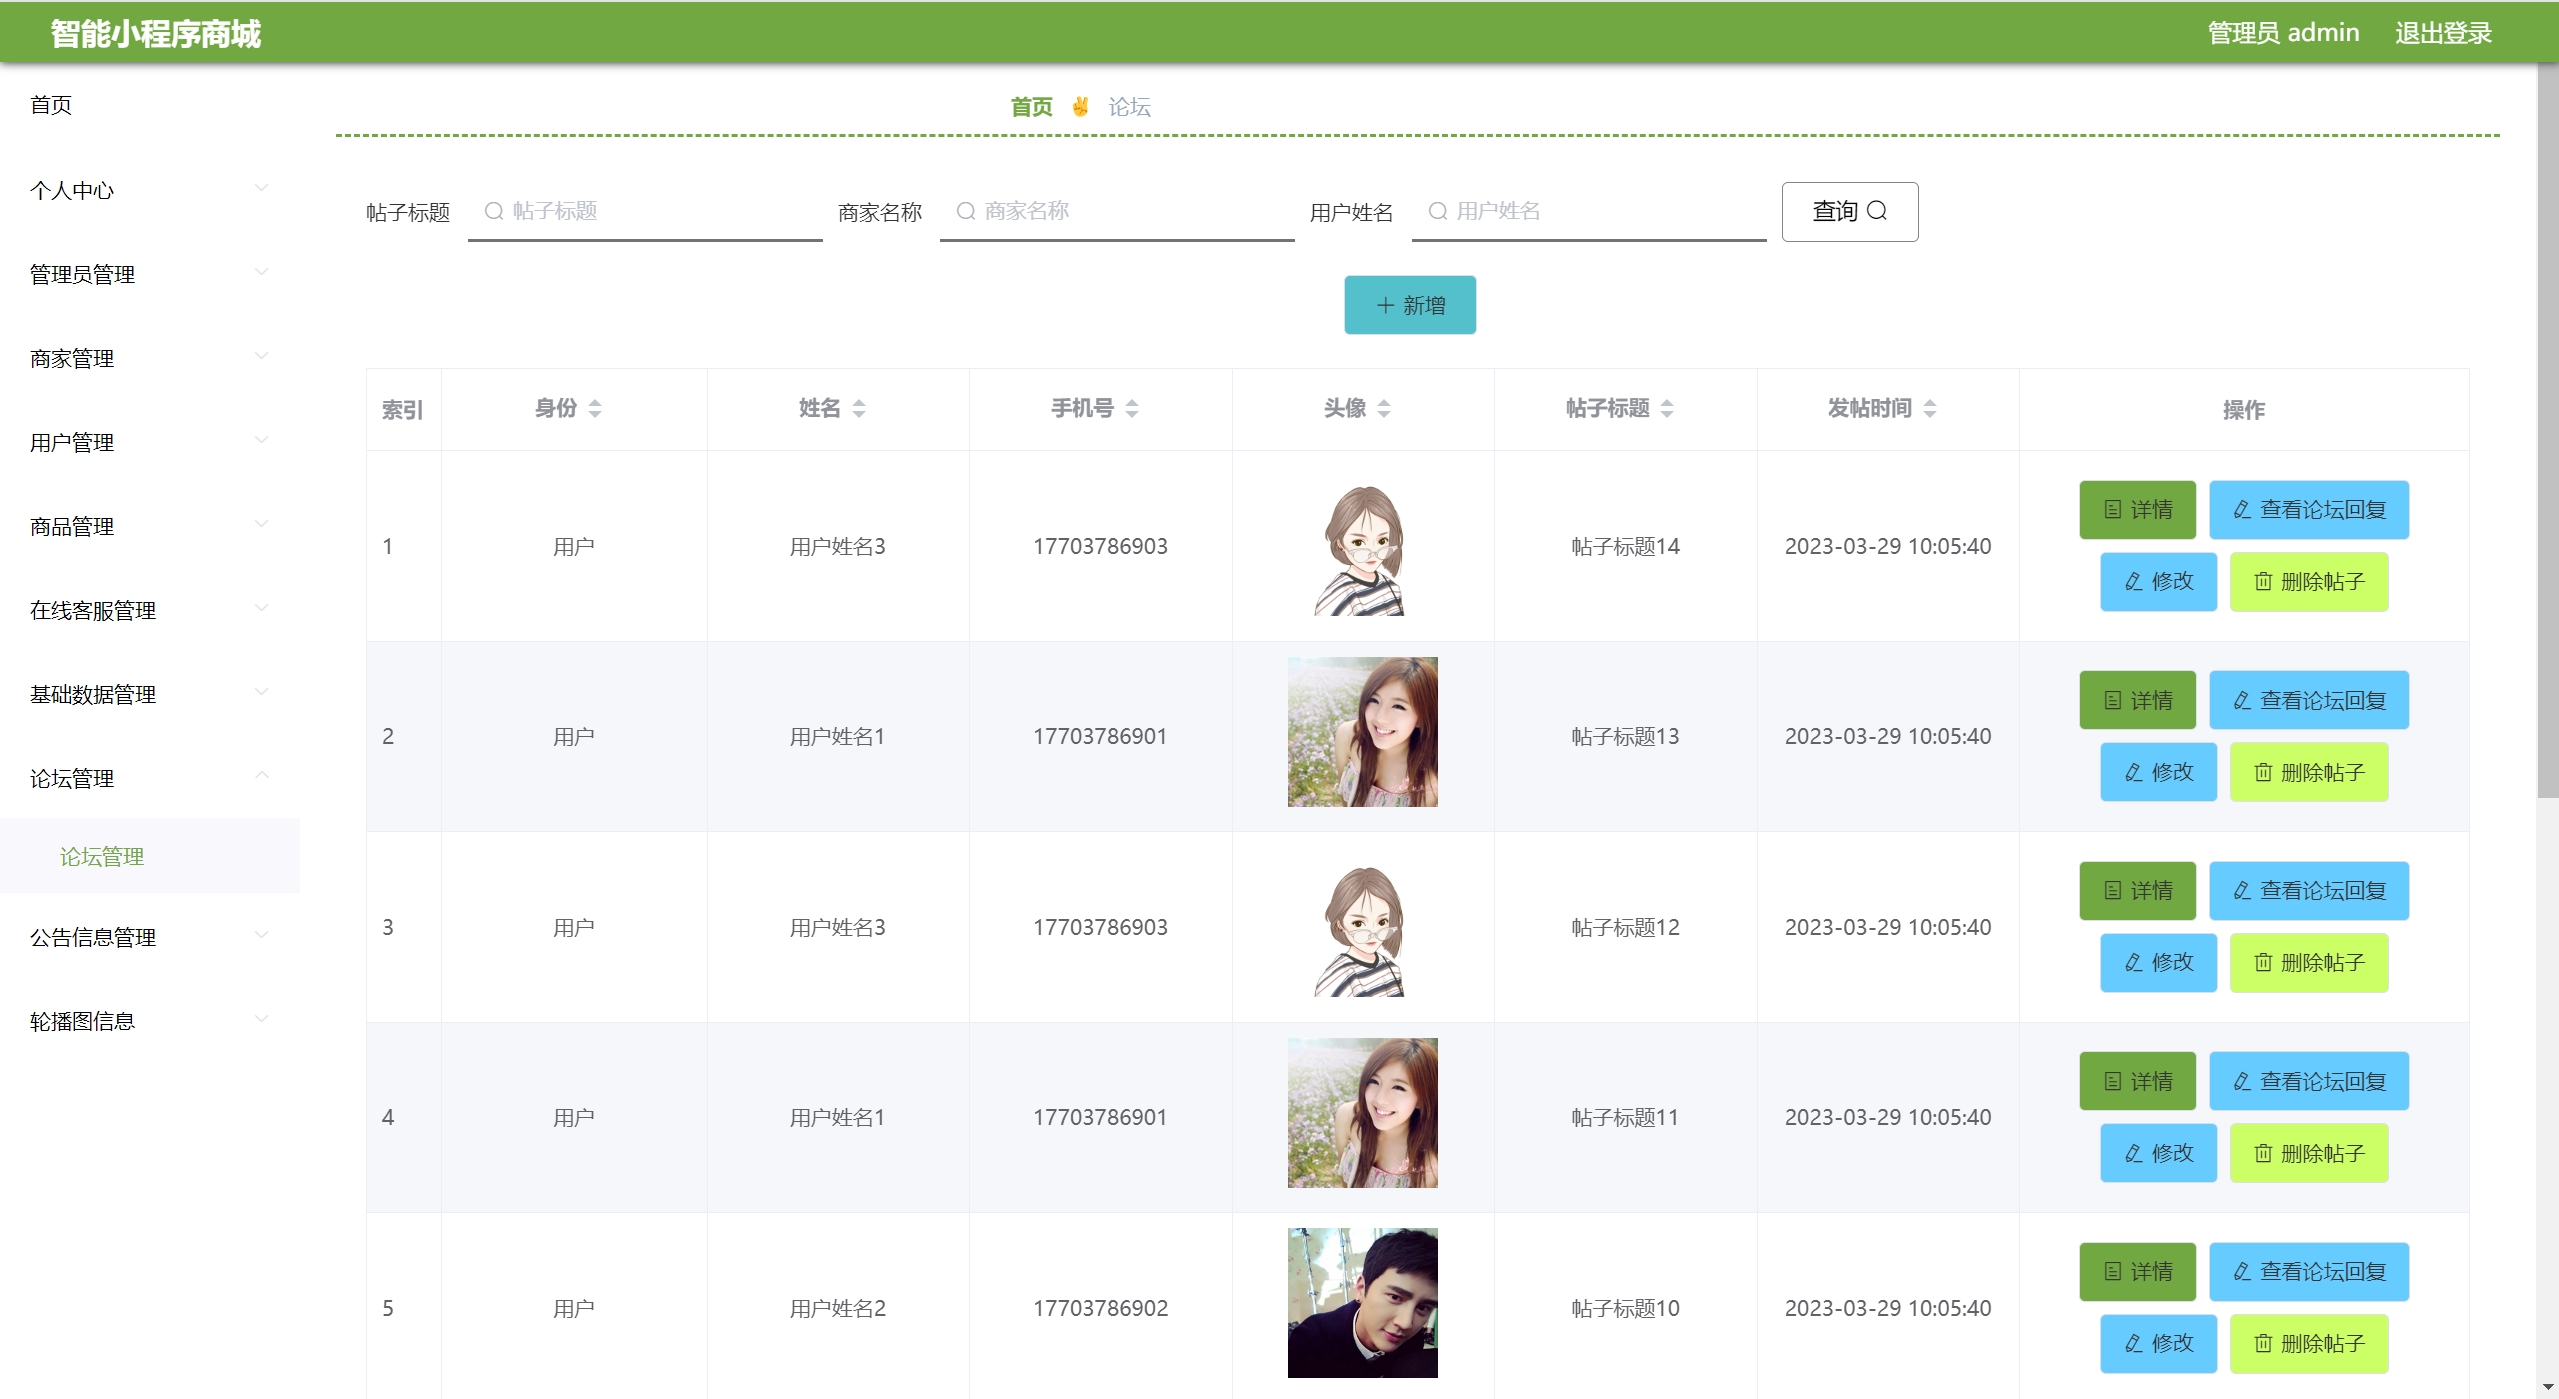 智能小程序商城 管理员 admin 退出登录
首页
个人中心
管理员管理
商家管理
用户管理
商品管理
在线客服管理
基础数据管理
论坛管理
论坛管理
公告信息管理
轮播图信息
首页 ✌ 论坛
帖子标题 帖子标题 商家名称 商家名称 用户姓名 用户姓名 查询
新增
索引 身份 姓名 手机号 头像 帖子标题 发帖时间 操作
1 用户 用户姓名3 17703786903 帖子标题14 2023-03-29 10:05:40 详情 查看论坛回复
修改 删除帖子
2 用户 用户姓名1 17703786901 帖子标题13 2023-03-29 10:05:40 详情 查看论坛回复
修改 删除帖子
3 用户 用户姓名3 17703786903 帖子标题12 2023-03-29 10:05:40 详情 查看论坛回复
修改 删除帖子
4 用户 用户姓名1 17703786901 帖子标题11 2023-03-29 10:05:40 详情 查看论坛回复
修改 删除帖子
5 用户 用户姓名2 17703786902 帖子标题10 2023-03-29 10:05:40 详情 查看论坛回复
修改 删除帖子